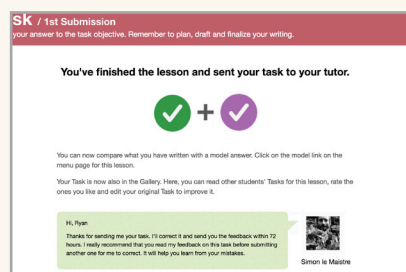 sk / 1st Submission
your answer to the task objective. Remember to plan, draft and finalize your writing.
You've finished the lesson and sent your task to your tutor.
You can now compare what you have written with a model answer. Click on the model link on the
menu page for this lesson.
Your Task is now also in the Gallery. Here, you can read other students' Tasks for this lesson, rate the
ones you like and edit your original Task to improve it.
Hi, Ryan
Thanks for sending me your task. I'll correct it and send you the feedback within 72
hours. I really recommend that you read my feedback on this task before submitting
another one for me to correct. It will help you learn from your mistakes.
Simon le Maistre